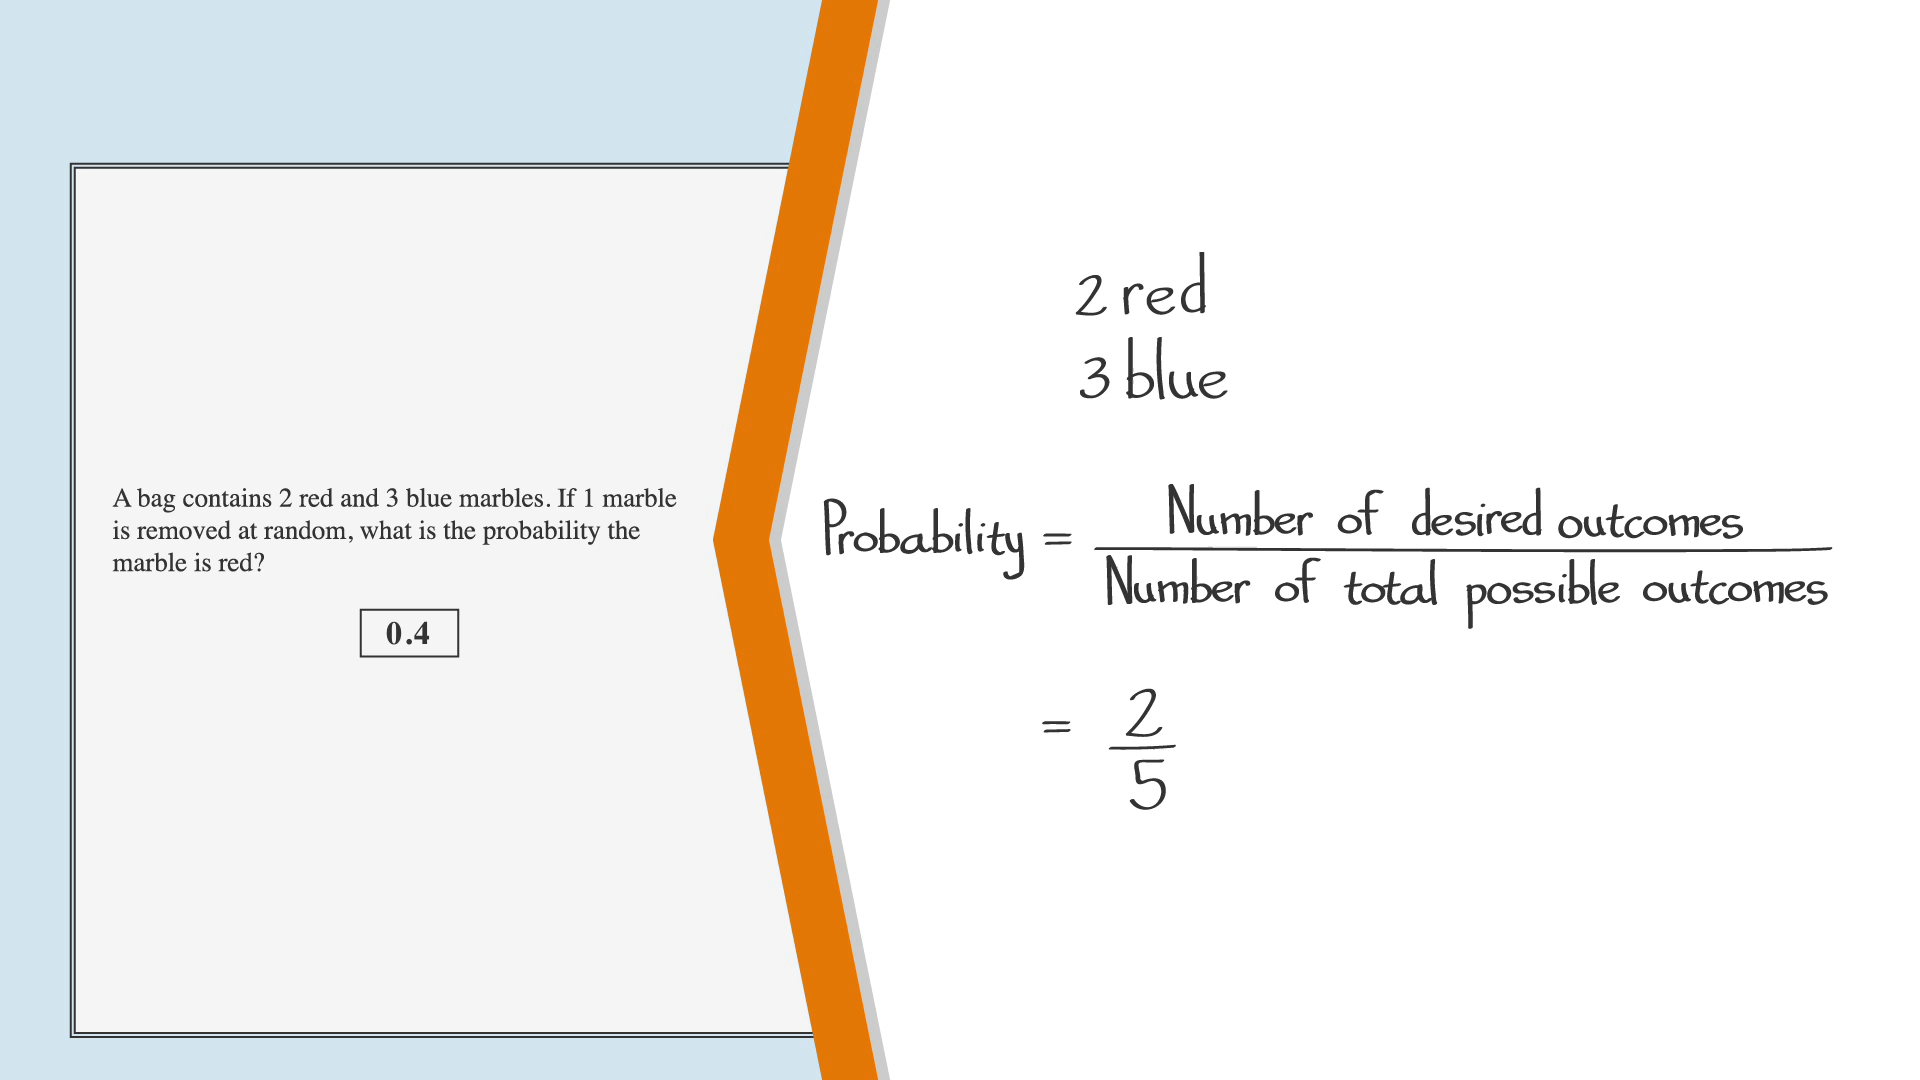 A bag contains 2 red and 3 blue marbles. If 1 marble
is removed at random, what is the probability the
marble is red?
0.4
2 red
3 blue
Probability = Number of desired outcomes
Number of total possible outcomes
= 2
5